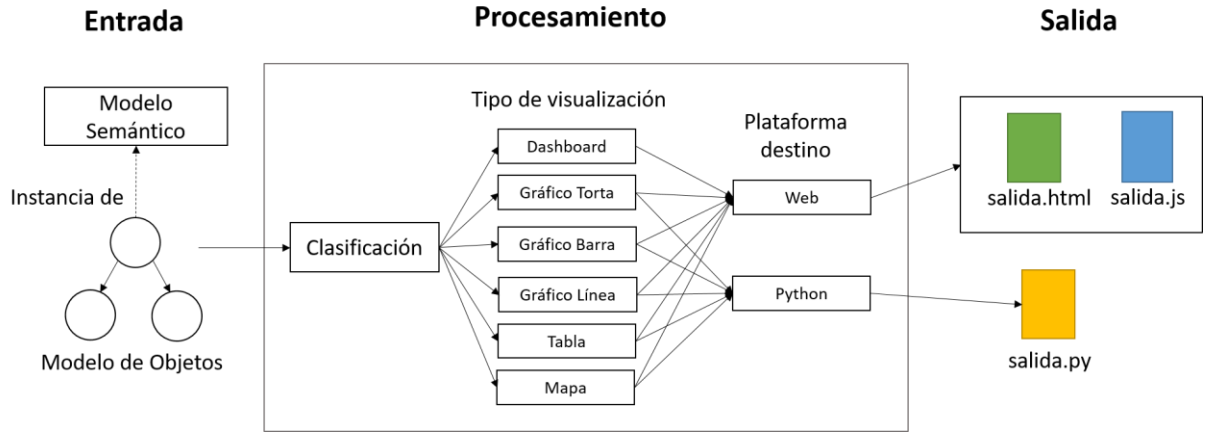 Entrada
Procesamiento
Salida
Modelo
Semántico
Instancia de
Modelo de Objetos
Clasificación
Tipo de visualización
Dashboard
Gráfico Torta
Gráfico Barra
Gráfico Línea
Tabla
Mapa
Plataforma
destino
Web
Python
salida.html
salida.js
salida.py